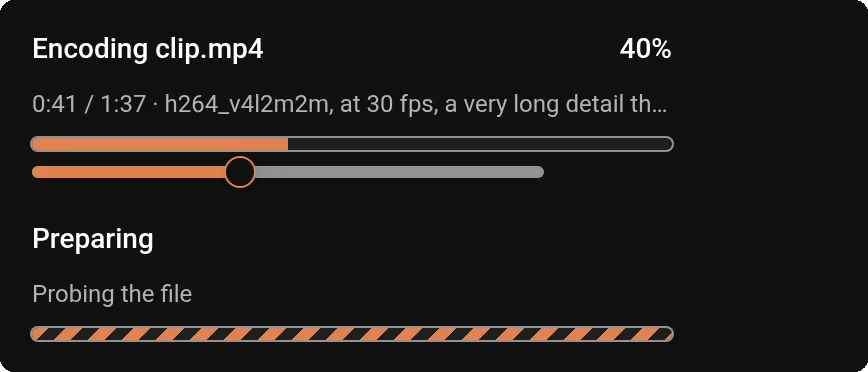 Encoding clip.mp4
40%
0:41 / 1:37 · h264_v4l2m2m, at 30 fps, a very long detail th…
Preparing
Probing the file